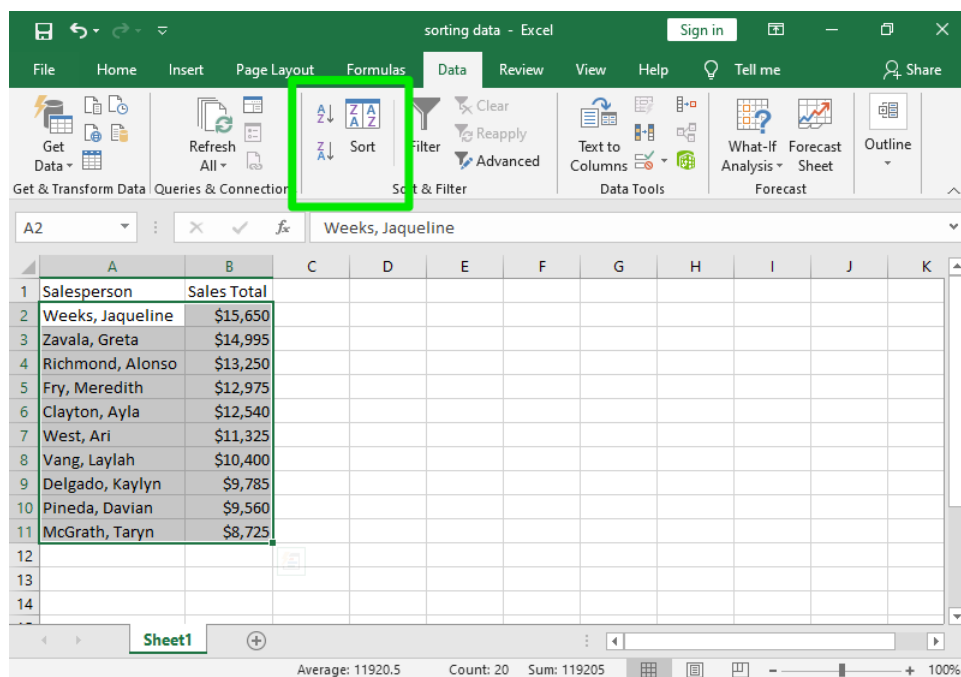 sorting data - Excel Sign in
File Home Insert Page Layout Formulas Data Review View Help Tell me Share
Get Data
Refresh All
A Z
Z A
Z A A Z
Sort
Filter
Clear
Reapply
Advanced
Text to Columns
What-If Analysis
?
Forecast Sheet
Outline
Get & Transform Data Queries & Connections Sort & Filter Data Tools Forecast
A2 fx Weeks, Jaqueline
A B C D E F G H I J K
1 Salesperson Sales Total
2 Weeks, Jaqueline $15,650
3 Zavala, Greta $14,995
4 Richmond, Alonso $13,250
5 Fry, Meredith $12,975
6 Clayton, Ayla $12,540
7 West, Ari $11,325
8 Vang, Laylah $10,400
9 Delgado, Kaylyn $9,785
10 Pineda, Davian $9,560
11 McGrath, Taryn $8,725
12
13
14
Sheet1
Average: 11920.5 Count: 20 Sum: 119205 100%